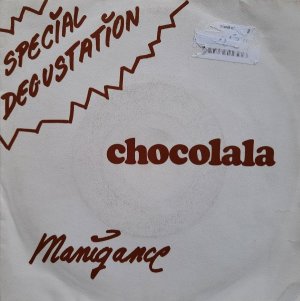 SPECIAL
DEGUSTATION
chocolala
Manigance